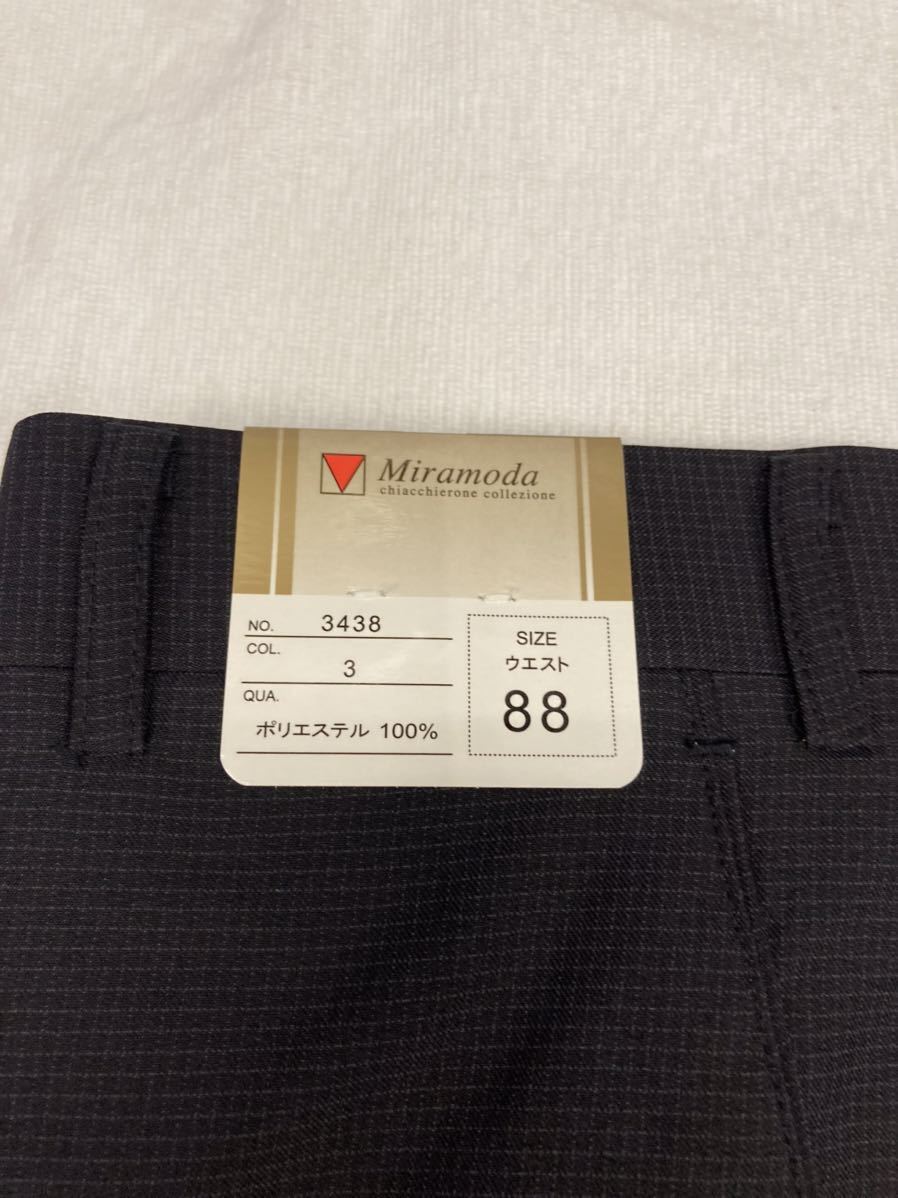 Miramoda
chiacchierone collezione
NO. 3438
COL. 3
QUA.
ポリエステル 100%
SIZE
ウエスト
88